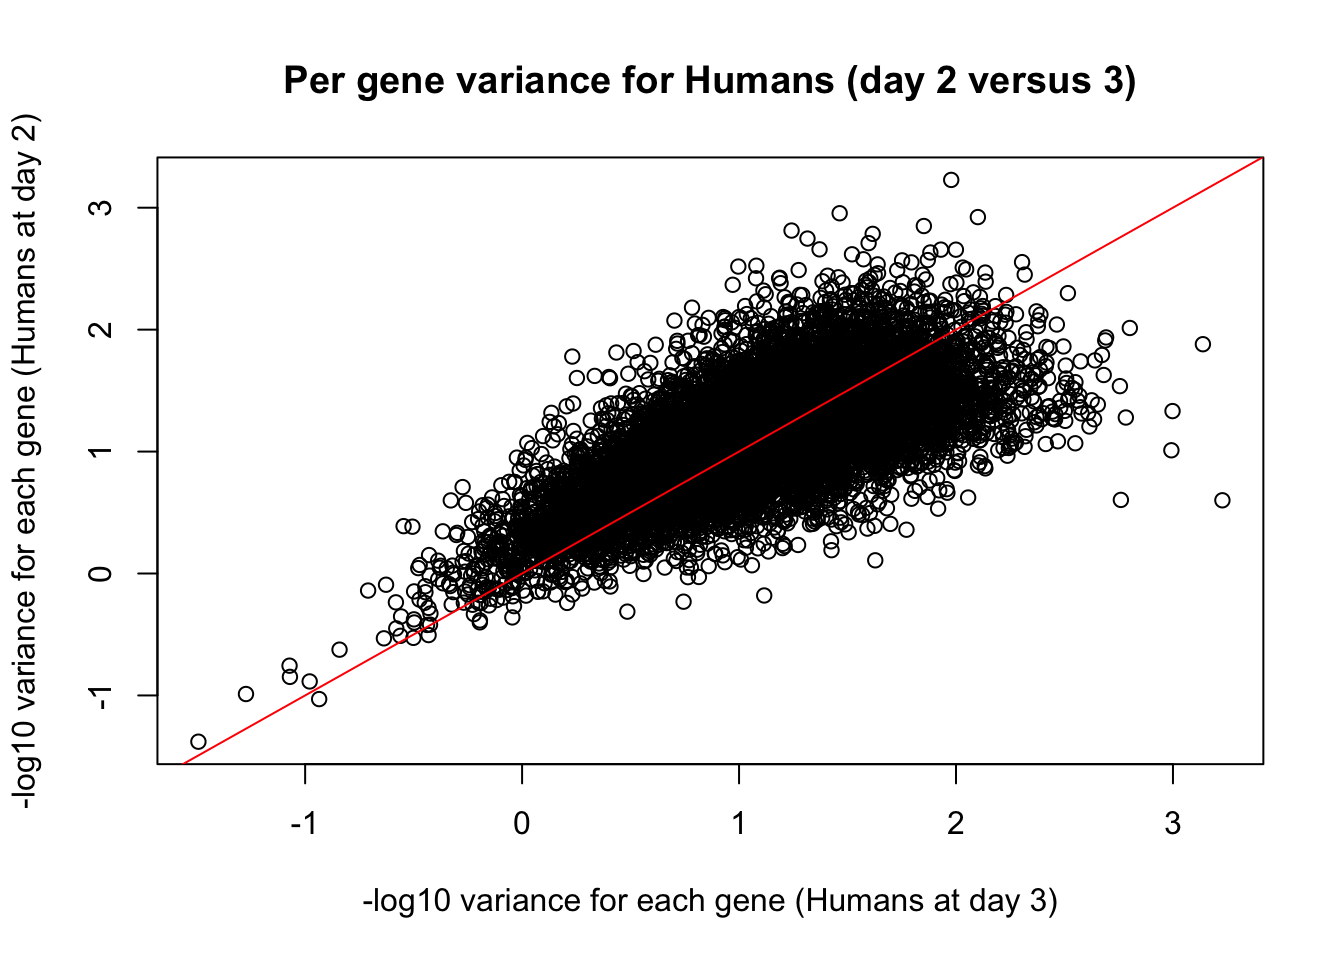 Per gene variance for Humans (day 2 versus 3)
-log10 variance for each gene (Humans at day 2)
3
2
1
0
-1
-1 0 1 2 3
-log10 variance for each gene (Humans at day 3)